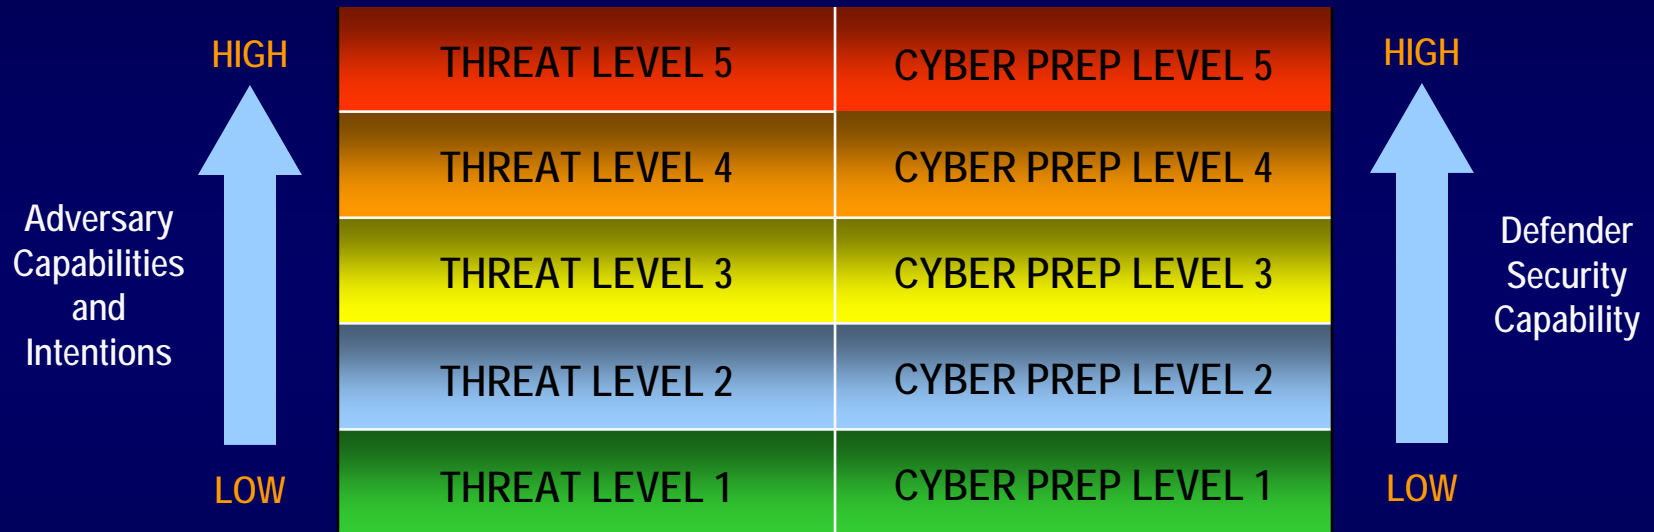 HIGH
Adversary
Capabilities
and
Intentions
LOW
THREAT LEVEL 5
CYBER PREP LEVEL 5
THREAT LEVEL 4
CYBER PREP LEVEL 4
THREAT LEVEL 3
CYBER PREP LEVEL 3
THREAT LEVEL 2
CYBER PREP LEVEL 2
THREAT LEVEL 1
CYBER PREP LEVEL 1
HIGH
Defender
Security
Capability
LOW